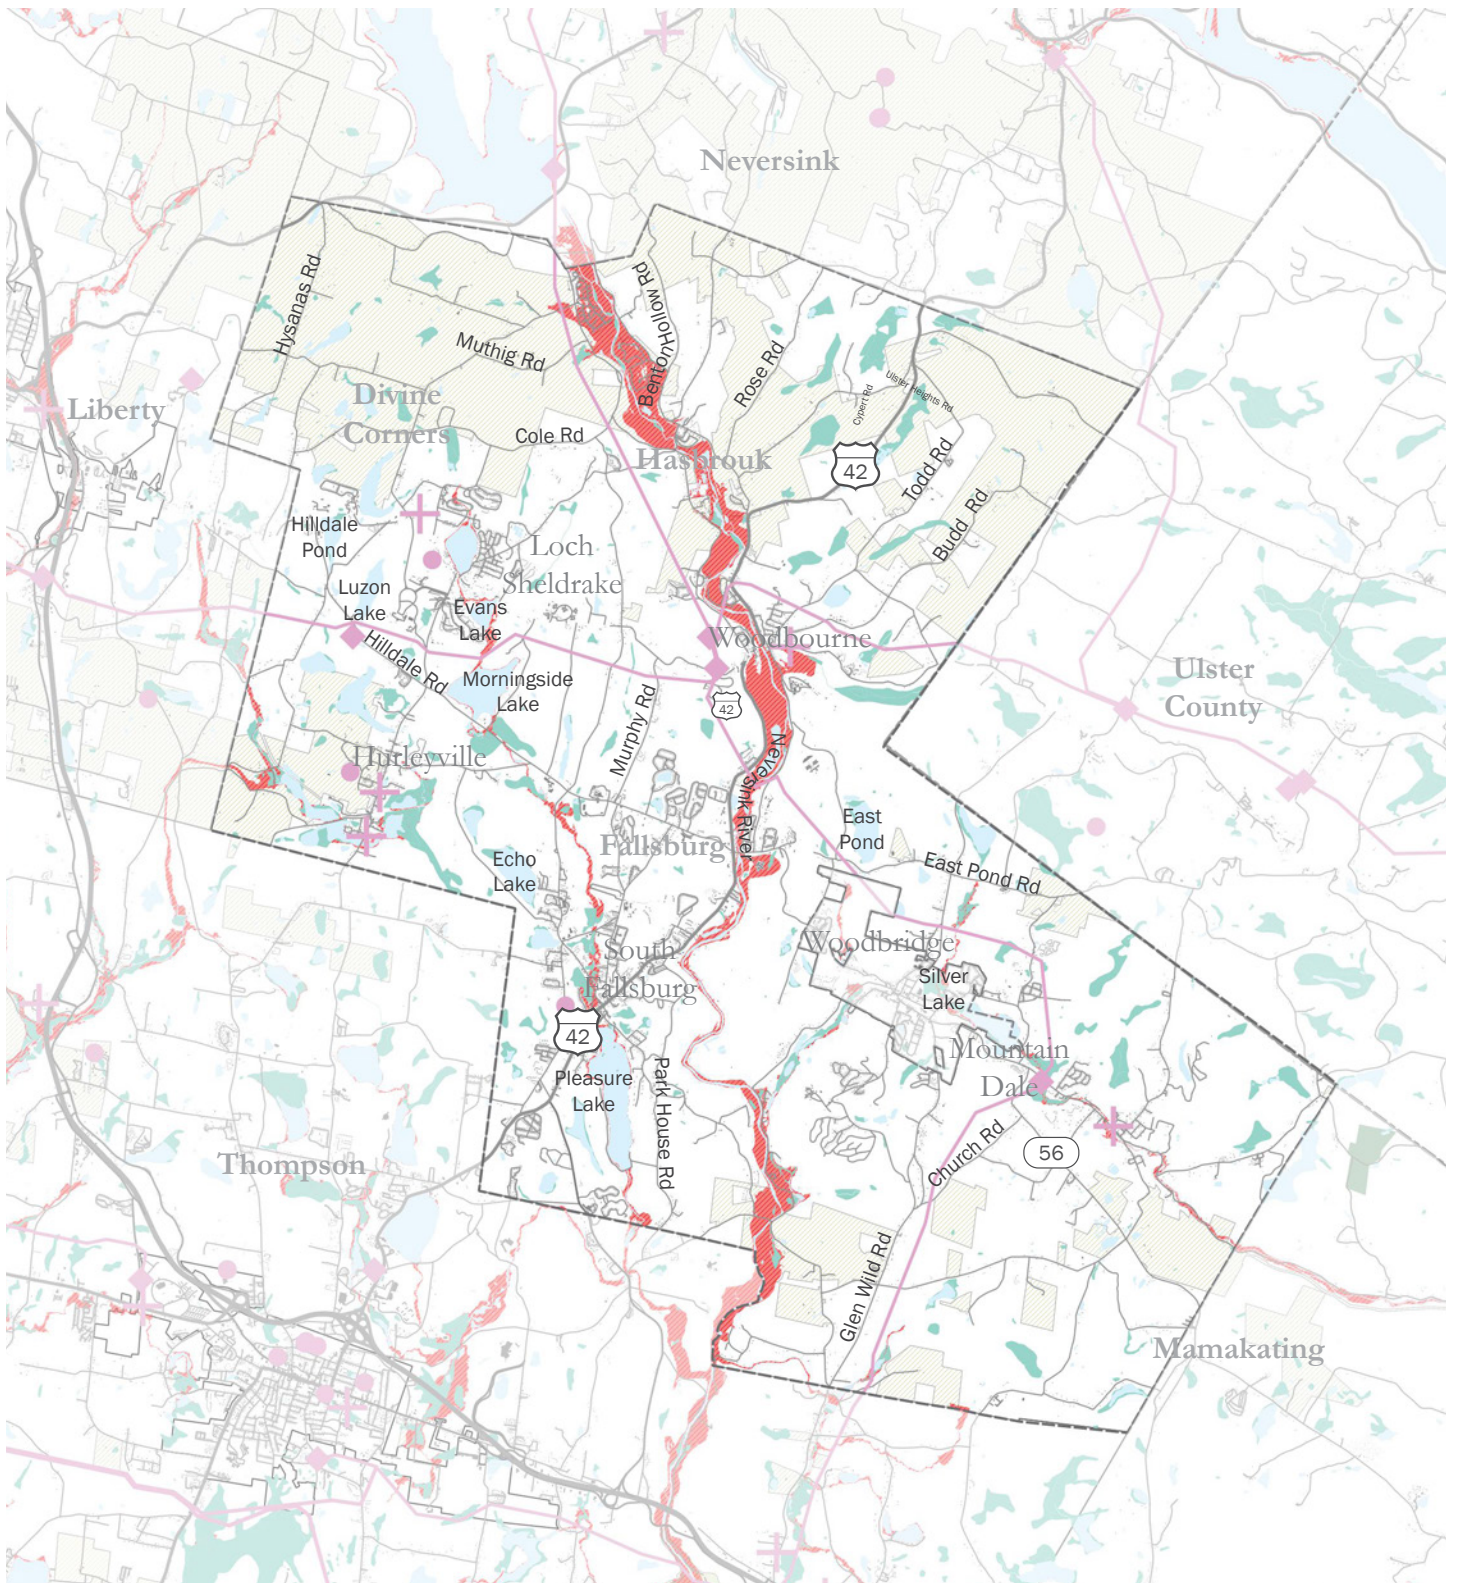 Neversink
Hysanas Rd
BentonHollow Rd
Muthig Rd
Rose Rd
Ulster Heights Rd
Cypert Rd
Divine
Corners
Liberty
Cole Rd
Hasbrouk
42
Todd Rd
Budd Rd
Hilldale
Pond
Loch
Sheldrake
Luzon
Lake
Evans
Lake
Woodbourne
Hilldale Rd
Morningside
Lake
Murphy Rd
42
Ulster
County
Hurleyville
Neversink River
East
Pond
Fallsburg
Echo
Lake
East Pond Rd
South
Fallsburg
Woodbridge
Silver
Lake
42
Mountain
Dale
Pleasure
Lake
Park House Rd
Church Rd
56
Thompson
Glen Wild Rd
Mamakating